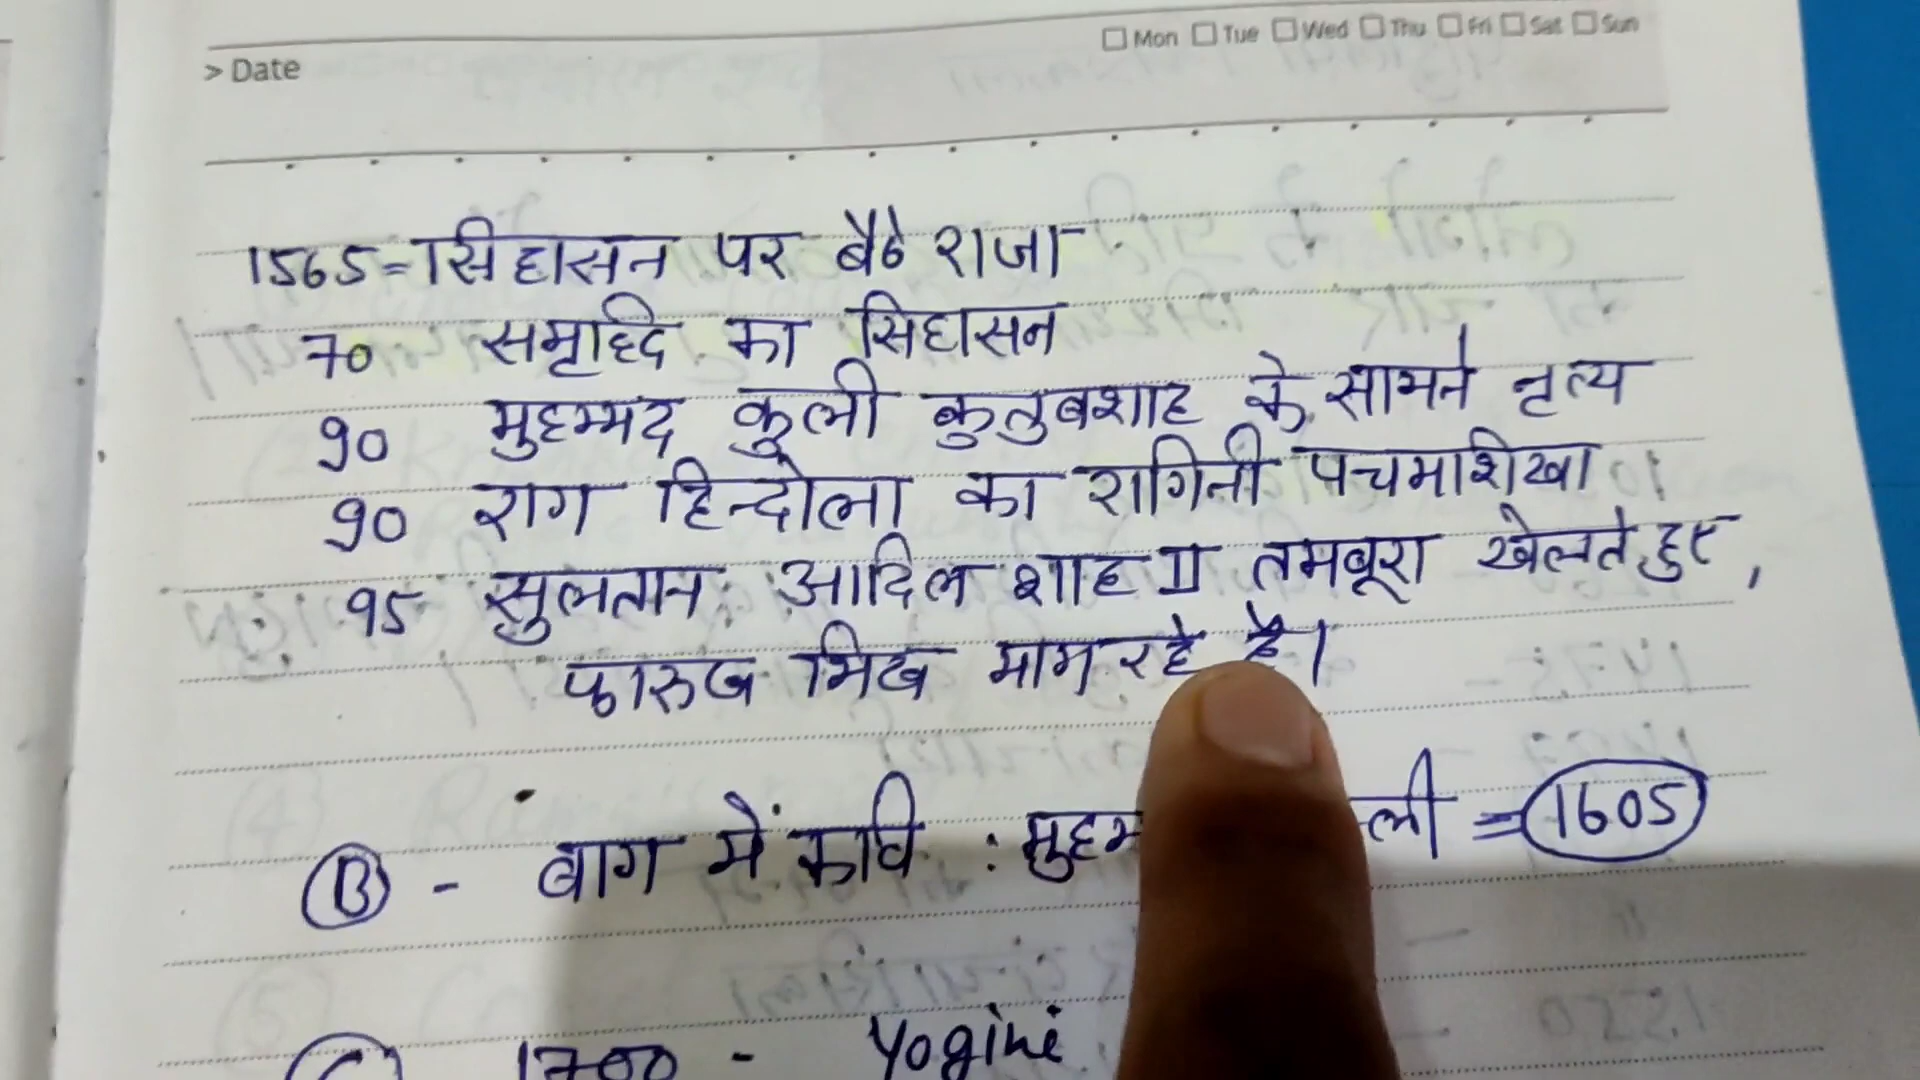 Mon Tue Wed Thu Fri Sat Sun
> Date
1565 = सिहासन पर बैठे राजा
70 समृध्दि का सिहासन
90 मुहम्मद कुली कुतुबशाह के सामने नृत्य
90 राग हिन्दोला का रागिनी पचमाशिखा
95 सुलतान आदिल शाह II तमबूरा खेलते हुए,
फारुख भिख माग रहे है।
B - बाग में कवि : मुहम ली = 1605
C 1700 - Yogini